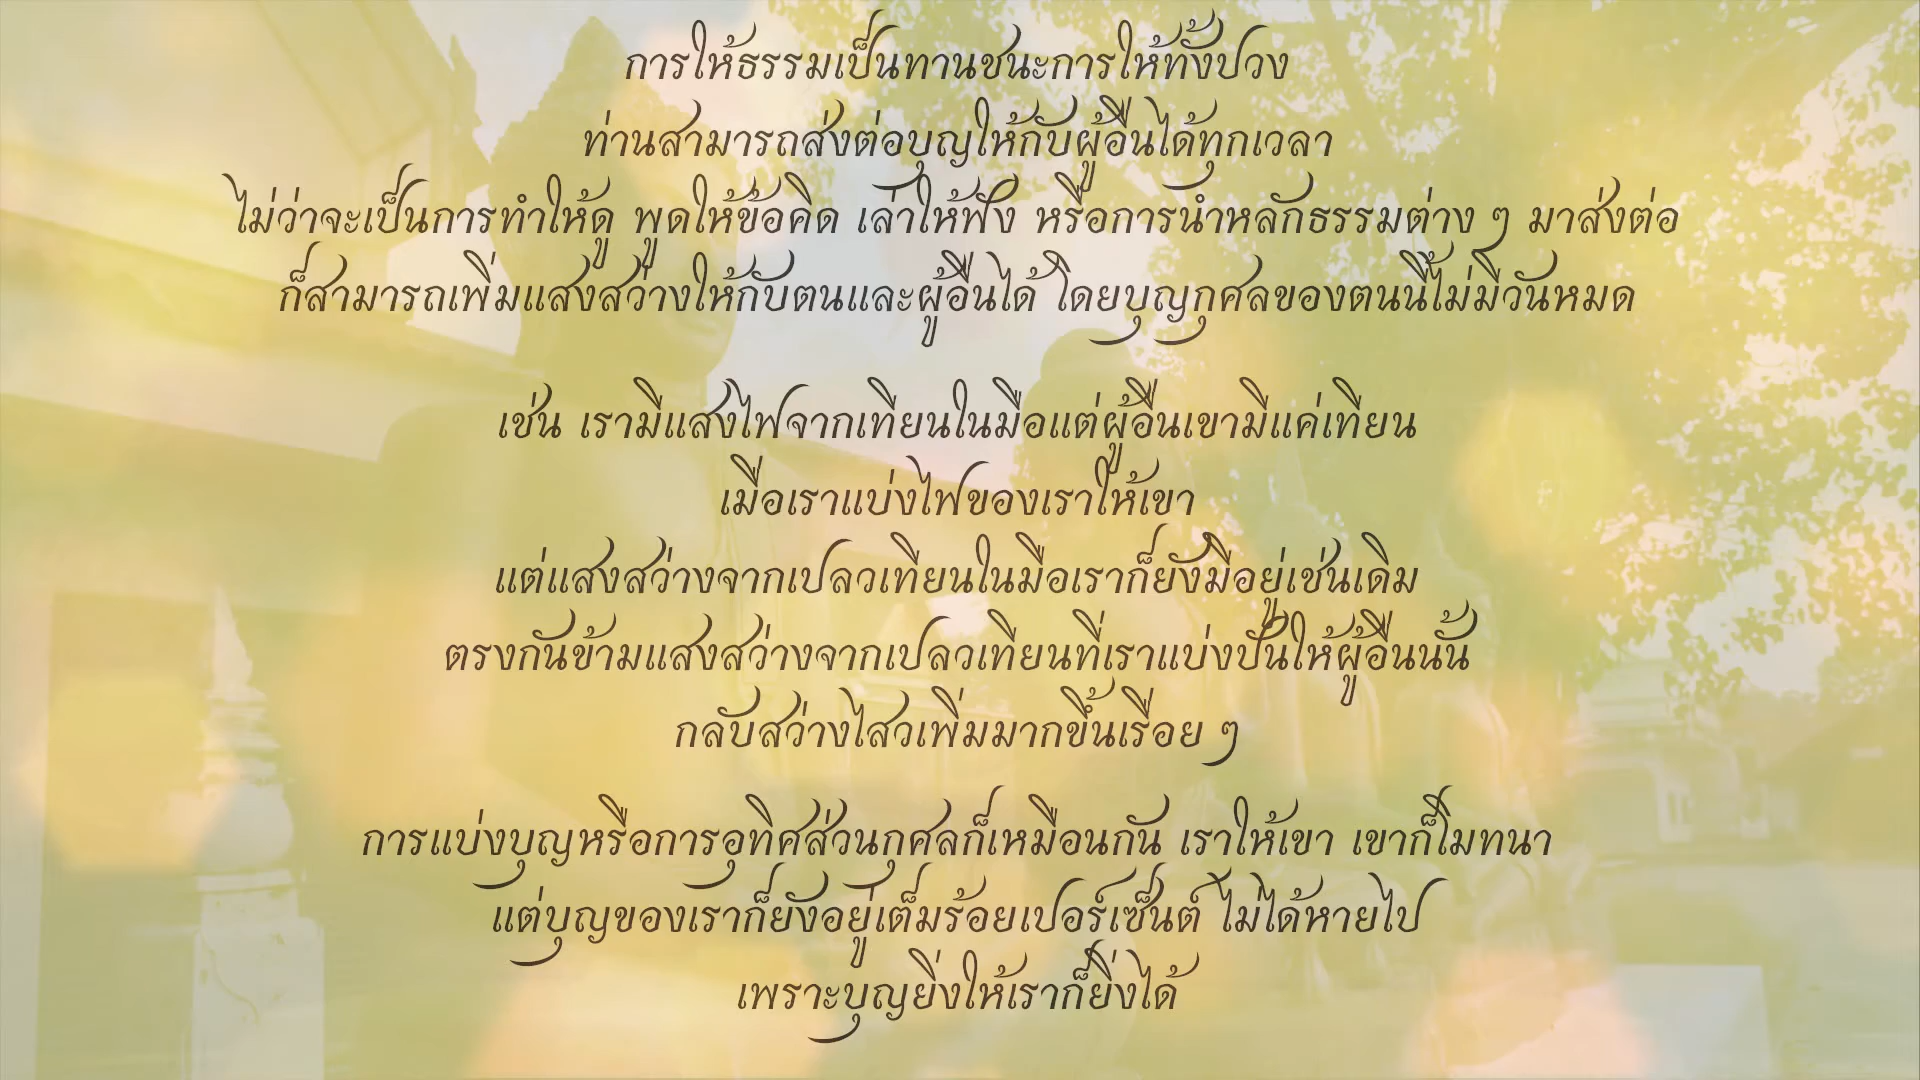 การให้ธรรมเป็นทานชนะการให้ทั้งปวง
ท่านสามารถส่งต่อบุญให้กับผู้อื่นได้ทุกเวลา
ไม่ว่าจะเป็นการทำให้ดู พูดให้ข้อคิด เล่าให้ฟัง หรือการนำหลักธรรมต่าง ๆ มาส่งต่อ
ก็สามารถเพิ่มแสงสว่างให้กับตนและผู้อื่นได้ โดยบุญกุศลของตนนี้ไม่มีวันหมด
เช่น เรามีแสงไฟจากเทียนในมือแต่ผู้อื่นเขามีแค่เทียน
เมื่อเราแบ่งไฟของเราให้เขา
แต่แสงสว่างจากเปลวเทียนในมือเราก็ยังมีอยู่เช่นเดิม
ตรงกันข้ามแสงสว่างจากเปลวเทียนที่เราแบ่งปันให้ผู้อื่นนั้น
กลับสว่างไสวเพิ่มมากขึ้นเรื่อย ๆ
การแบ่งบุญหรือการอุทิศส่วนกุศลก็เหมือนกัน เราให้เขา เขาก็โมทนา
แต่บุญของเราก็ยังอยู่เต็มร้อยเปอร์เซ็นต์ ไม่ได้หายไป
เพราะบุญยิ่งให้เราก็ยิ่งได้